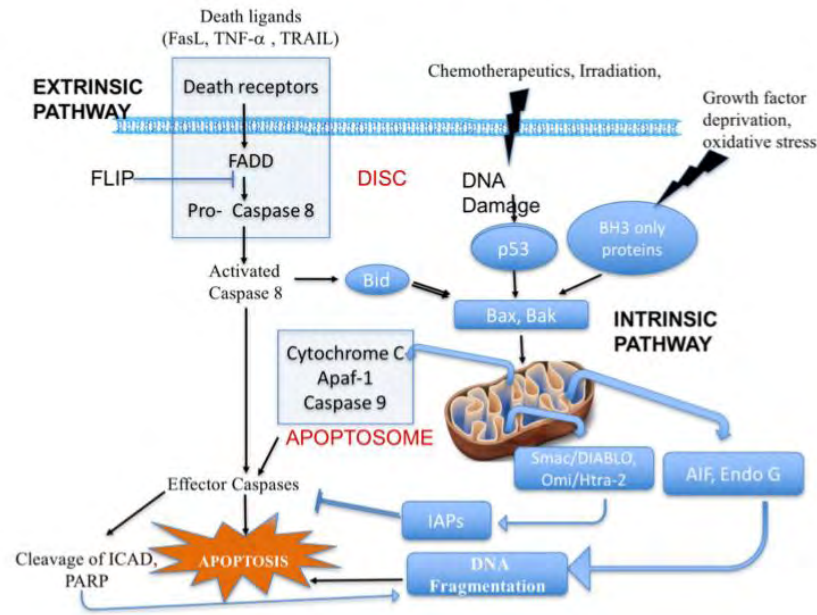 Death ligands
(FasL, TNF-α , TRAIL)
EXTRINSIC
PATHWAY
Death receptors
Chemotherapeutics, Irradiation,
Growth factor
deprivation,
oxidative stress
FADD
FLIP
DISC
DNA
Damage
Pro- Caspase 8
p53
BH3 only
proteins
Activated
Caspase 8
Bid
Bax, Bak
INTRINSIC
PATHWAY
Cytochrome C
Apaf-1
Caspase 9
APOPTOSOME
Smac/DIABLO,
Omi/Htra-2
AIF, Endo G
Effector Caspases
IAPs
Cleavage of ICAD,
PARP
APOPTOSIS
DNA
Fragmentation